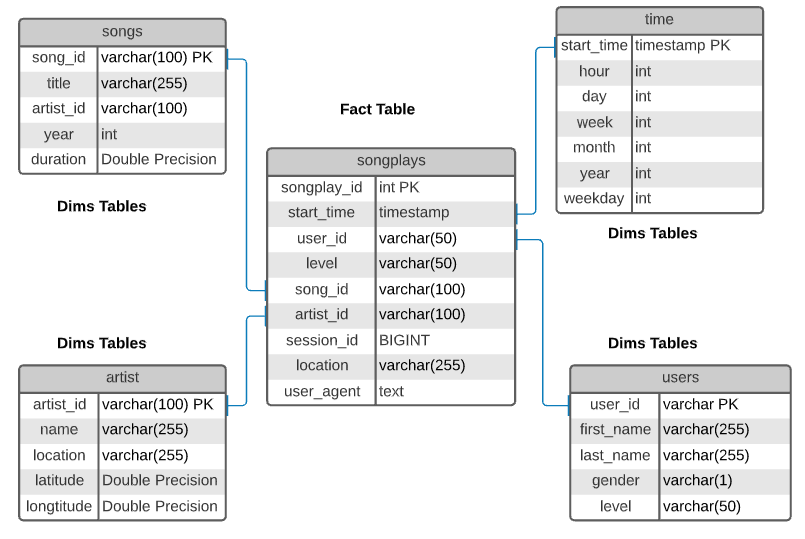 songs
song_id varchar(100) PK
title varchar(255)
artist_id varchar(100)
year int
duration Double Precision
Dims Tables
Fact Table
songplays
songplay_id int PK
start_time timestamp
user_id varchar(50)
level varchar(50)
song_id varchar(100)
artist_id varchar(100)
session_id BIGINT
location varchar(255)
user_agent text
time
start_time timestamp PK
hour int
day int
week int
month int
year int
weekday int
Dims Tables
Dims Tables
artist
artist_id varchar(100) PK
name varchar(255)
location varchar(255)
latitude Double Precision
longtitude Double Precision
Dims Tables
users
user_id varchar PK
first_name varchar(255)
last_name varchar(255)
gender varchar(1)
level varchar(50)